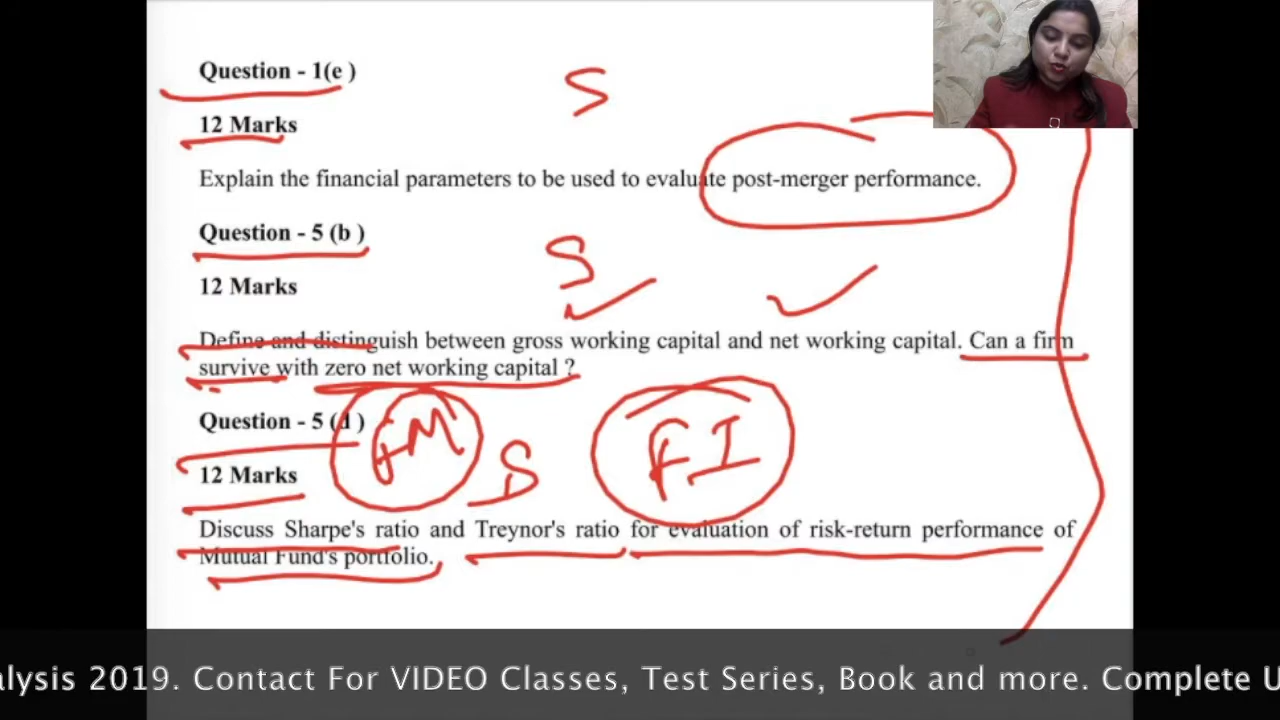 Question - 1(e )
S
12 Marks
Explain the financial parameters to be used to evaluate post-merger performance.
Question - 5 (b )
S
12 Marks
Define and distinguish between gross working capital and net working capital. Can a firm
survive with zero net working capital ?
Question - 5 (d )
FM
S
FI
12 Marks
Discuss Sharpe's ratio and Treynor's ratio for evaluation of risk-return performance of
Mutual Fund's portfolio.
alysis 2019. Contact For VIDEO Classes, Test Series, Book and more. Complete U